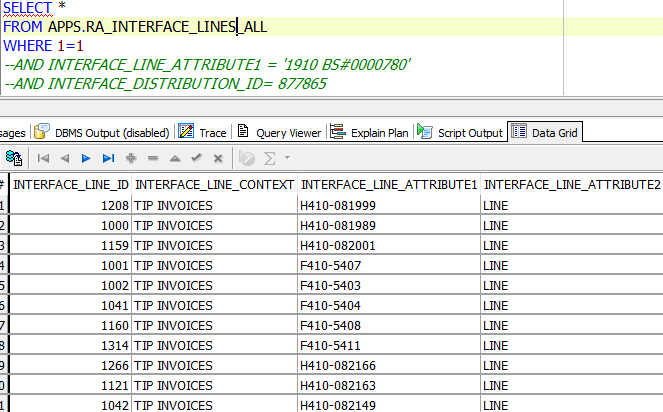 SELECT *
FROM APPS.RA_INTERFACE_LINES_ALL
WHERE 1=1
--AND INTERFACE_LINE_ATTRIBUTE1 = '1910 BS#0000780'
--AND INTERFACE_DISTRIBUTION_ID= 877865
ssages DBMS Output (disabled) Trace Query Viewer Explain Plan Script Output Data Grid
# INTERFACE_LINE_ID INTERFACE_LINE_CONTEXT INTERFACE_LINE_ATTRIBUTE1 INTERFACE_LINE_ATTRIBUTE2
1 1208 TIP INVOICES H410-081999 LINE
2 1000 TIP INVOICES H410-081989 LINE
3 1159 TIP INVOICES H410-082001 LINE
4 1001 TIP INVOICES F410-5407 LINE
5 1002 TIP INVOICES F410-5403 LINE
6 1041 TIP INVOICES F410-5404 LINE
7 1160 TIP INVOICES F410-5408 LINE
8 1314 TIP INVOICES F410-5411 LINE
9 1266 TIP INVOICES H410-082166 LINE
0 1121 TIP INVOICES H410-082163 LINE
1 1042 TIP INVOICES H410-082149 LINE